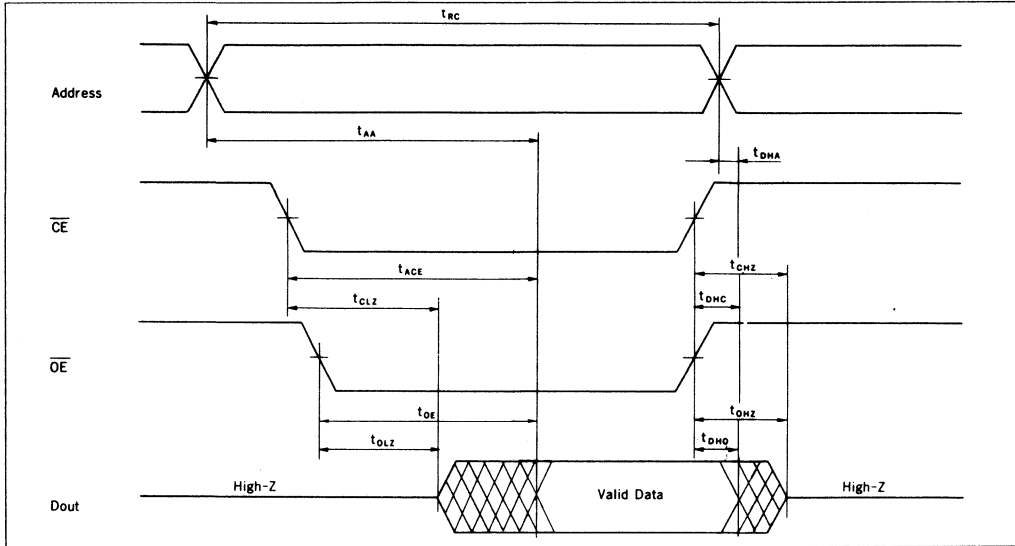 tRC
Address
tAA
tDHA
CE
tACE
tCHZ
tCLZ
tDHC
OE
tOE
tOHZ
tOLZ
tDHO
High-Z
Valid Data
High-Z
Dout